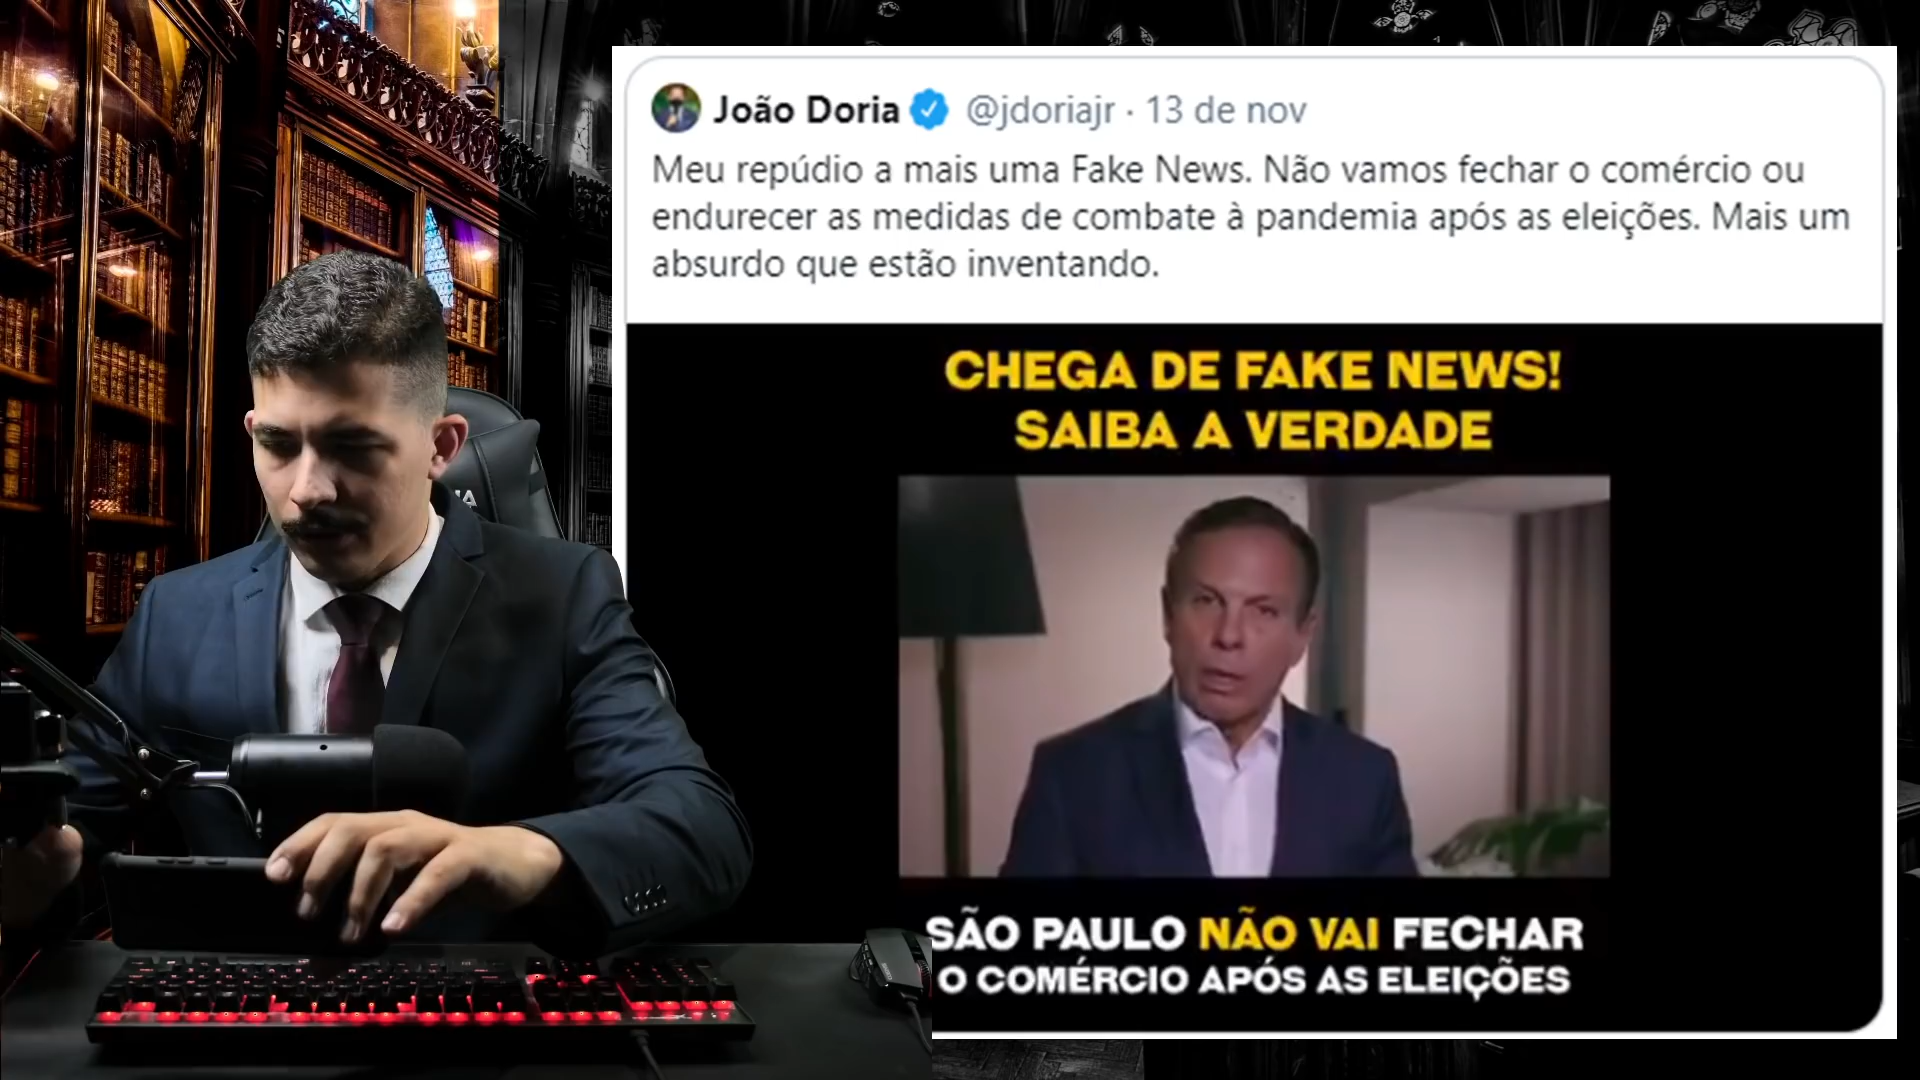 João Doria @jdoriajr · 13 de nov
Meu repúdio a mais uma Fake News. Não vamos fechar o comércio ou
endurecer as medidas de combate à pandemia após as eleições. Mais um
absurdo que estão inventando.
CHEGA DE FAKE NEWS!
SAIBA A VERDADE
SÃO PAULO NÃO VAI FECHAR
O COMÉRCIO APÓS AS ELEIÇÕES